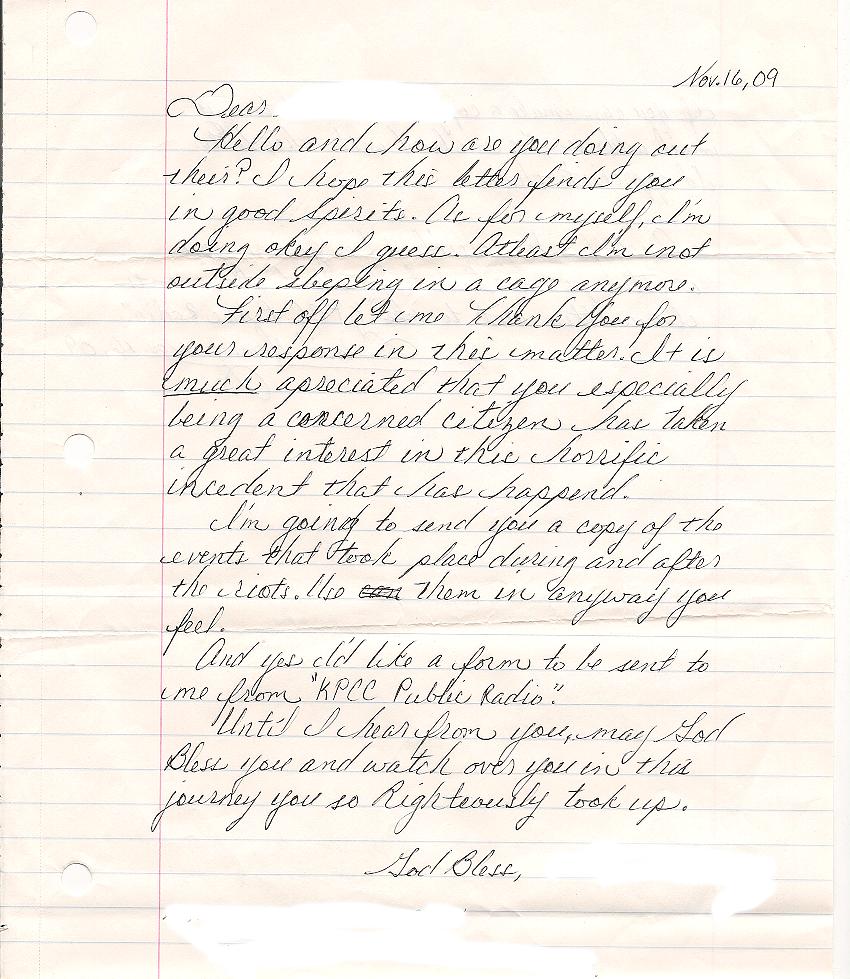 Nov. 16, 09
Dear
Hello and how are you doing out
their? I hope this letter finds you
in good spirits. As for myself, I'm
doing okey I guess. Atleast I'm not
outside sleeping in a cage anymore.
First off let me Thank You for
your response in this matter. It is
much apreciated that you especially
being a concerned citizen has taken
a great interest in this horrific
incedent that has happend.
I'm going to send you a copy of the
events that took place during and after
the riots. Use can them in anyway you
feel.
And yes I'd like a form to be sent to
me from "KPCC Public Radio".
Until I hear from you, may God
Bless you and watch over you in this
journey you so Righteously took up.
God Bless,